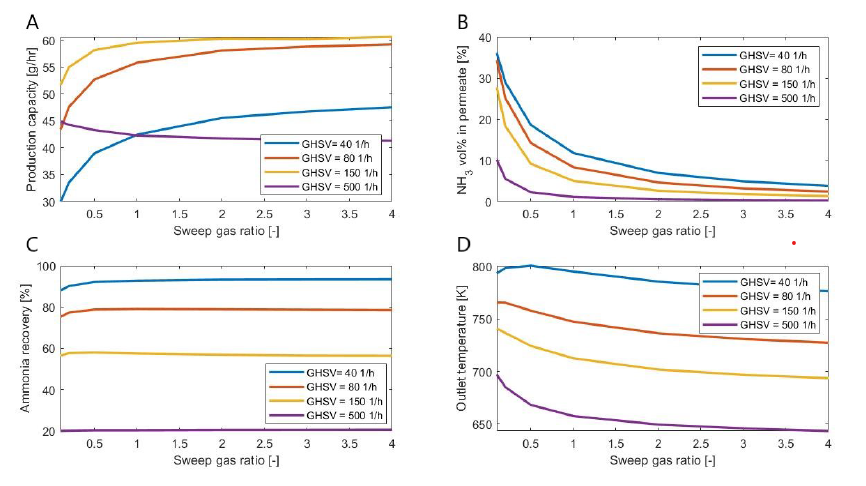 A
Production capacity [g/hr]
60
55
50
45
40
35
30
0.5 1 1.5 2 2.5 3 3.5 4
Sweep gas ratio [-]
GHSV= 40 1/h
GHSV = 80 1/h
GHSV = 150 1/h
GHSV = 500 1/h
B
NH3 vol% in permeate [%]
40
30
20
10
0
0.5 1 1.5 2 2.5 3 3.5 4
Sweep gas ratio [-]
GHSV= 40 1/h
GHSV = 80 1/h
GHSV = 150 1/h
GHSV = 500 1/h
C
Ammonia recovery [%]
100
80
60
40
20
0.5 1 1.5 2 2.5 3 3.5 4
Sweep gas ratio [-]
GHSV= 40 1/h
GHSV = 80 1/h
GHSV = 150 1/h
GHSV = 500 1/h
D
Outlet temperature [K]
800
750
700
650
0.5 1 1.5 2 2.5 3 3.5 4
Sweep gas ratio [-]
GHSV= 40 1/h
GHSV = 80 1/h
GHSV = 150 1/h
GHSV = 500 1/h